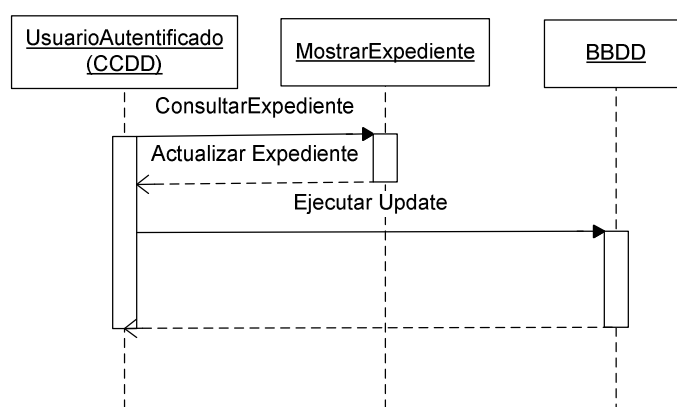 UsuarioAutentificado
(CCDD)
MostrarExpediente
BBDD
ConsultarExpediente
Actualizar Expediente
Ejecutar Update